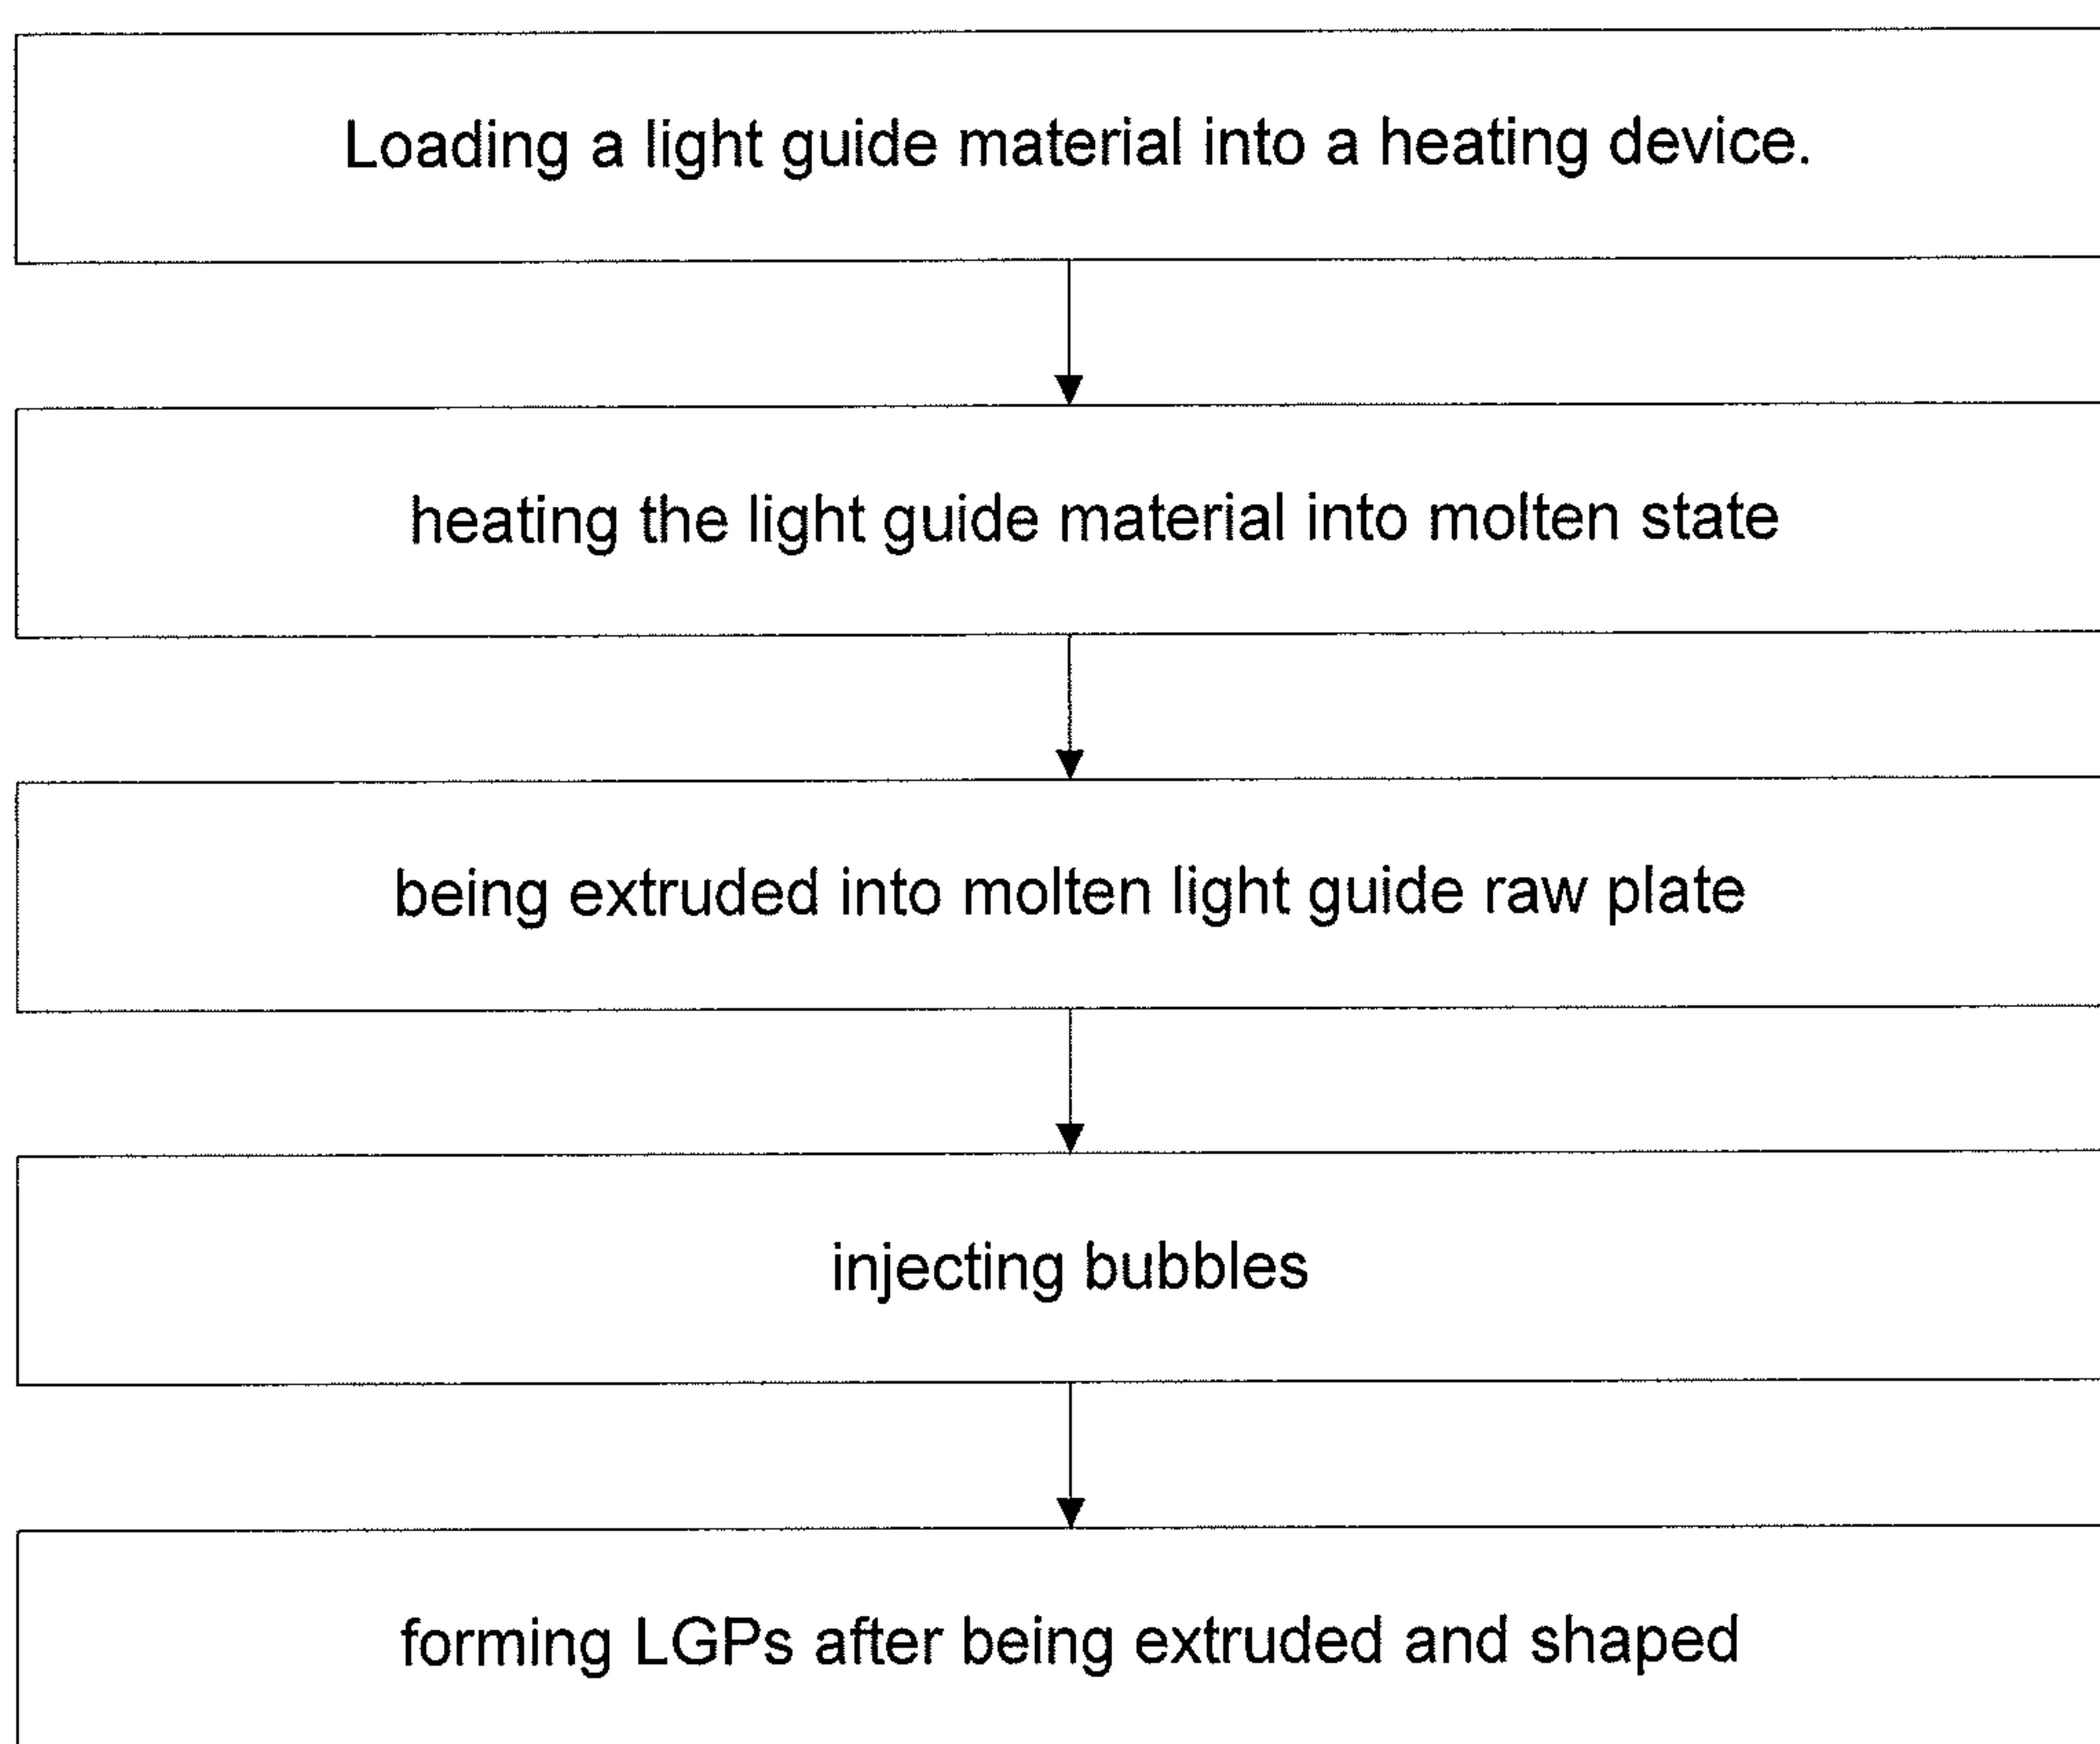 Loading a light guide material into a heating device.
heating the light guide material into molten state
being extruded into molten light guide raw plate
injecting bubbles
forming LGPs after being extruded and shaped